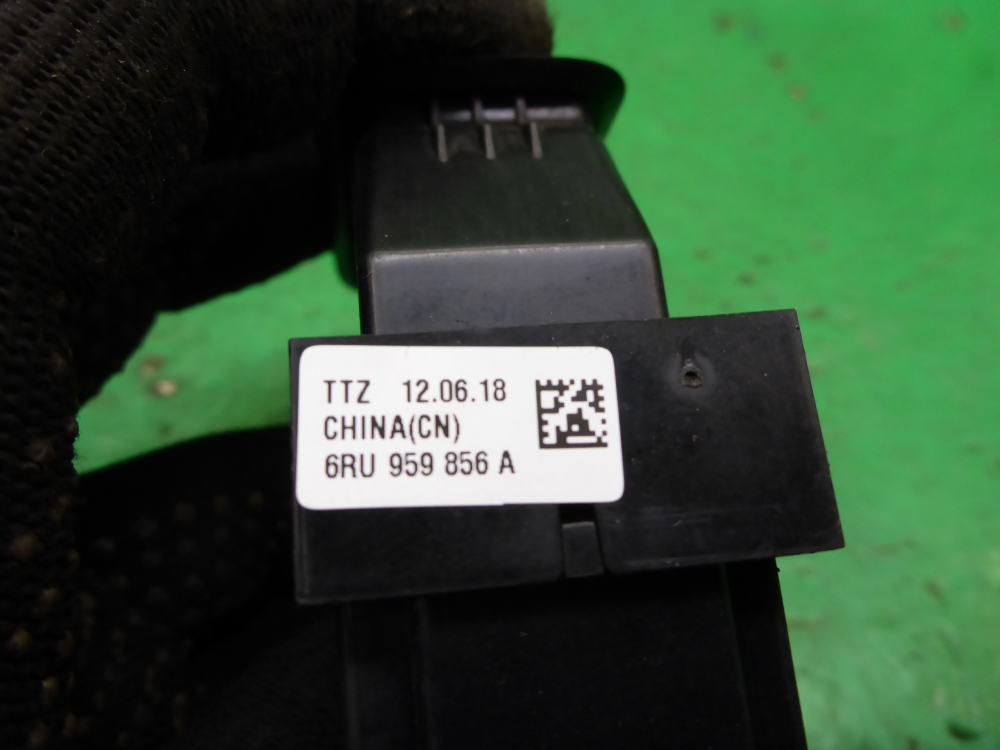 TTZ 12.06.18
CHINA(CN)
6RU 959 856 A